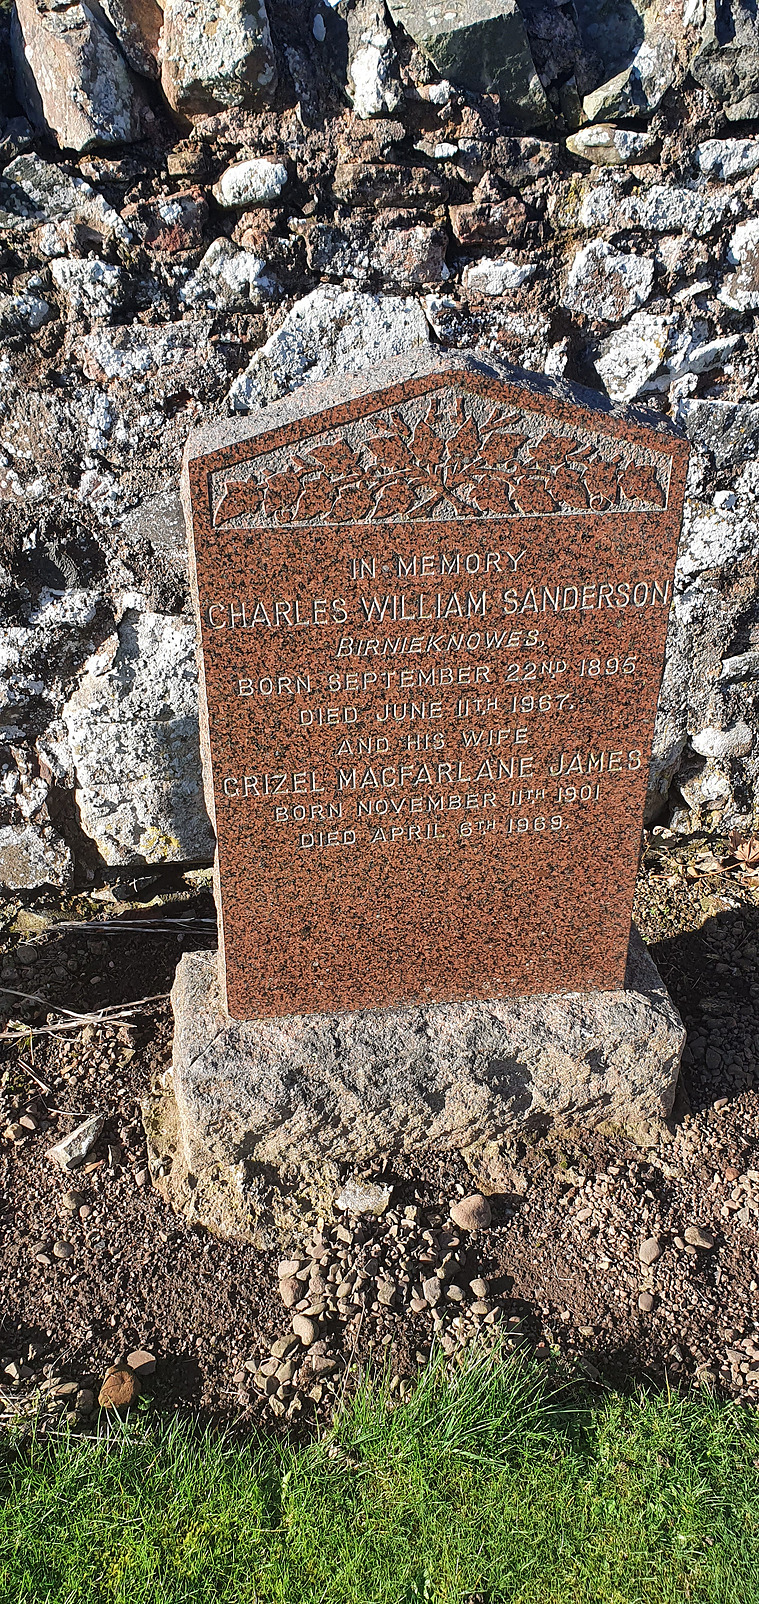 IN MEMORY
CHARLES WILLIAM SANDERSON
BIRNIEKNOWES,
BORN SEPTEMBER 22ND 1895
DIED JUNE 11TH 1967.
AND HIS WIFE
GRIZEL MACFARLANE JAMES
BORN NOVEMBER 11TH 1901
DIED APRIL 6TH 1969.